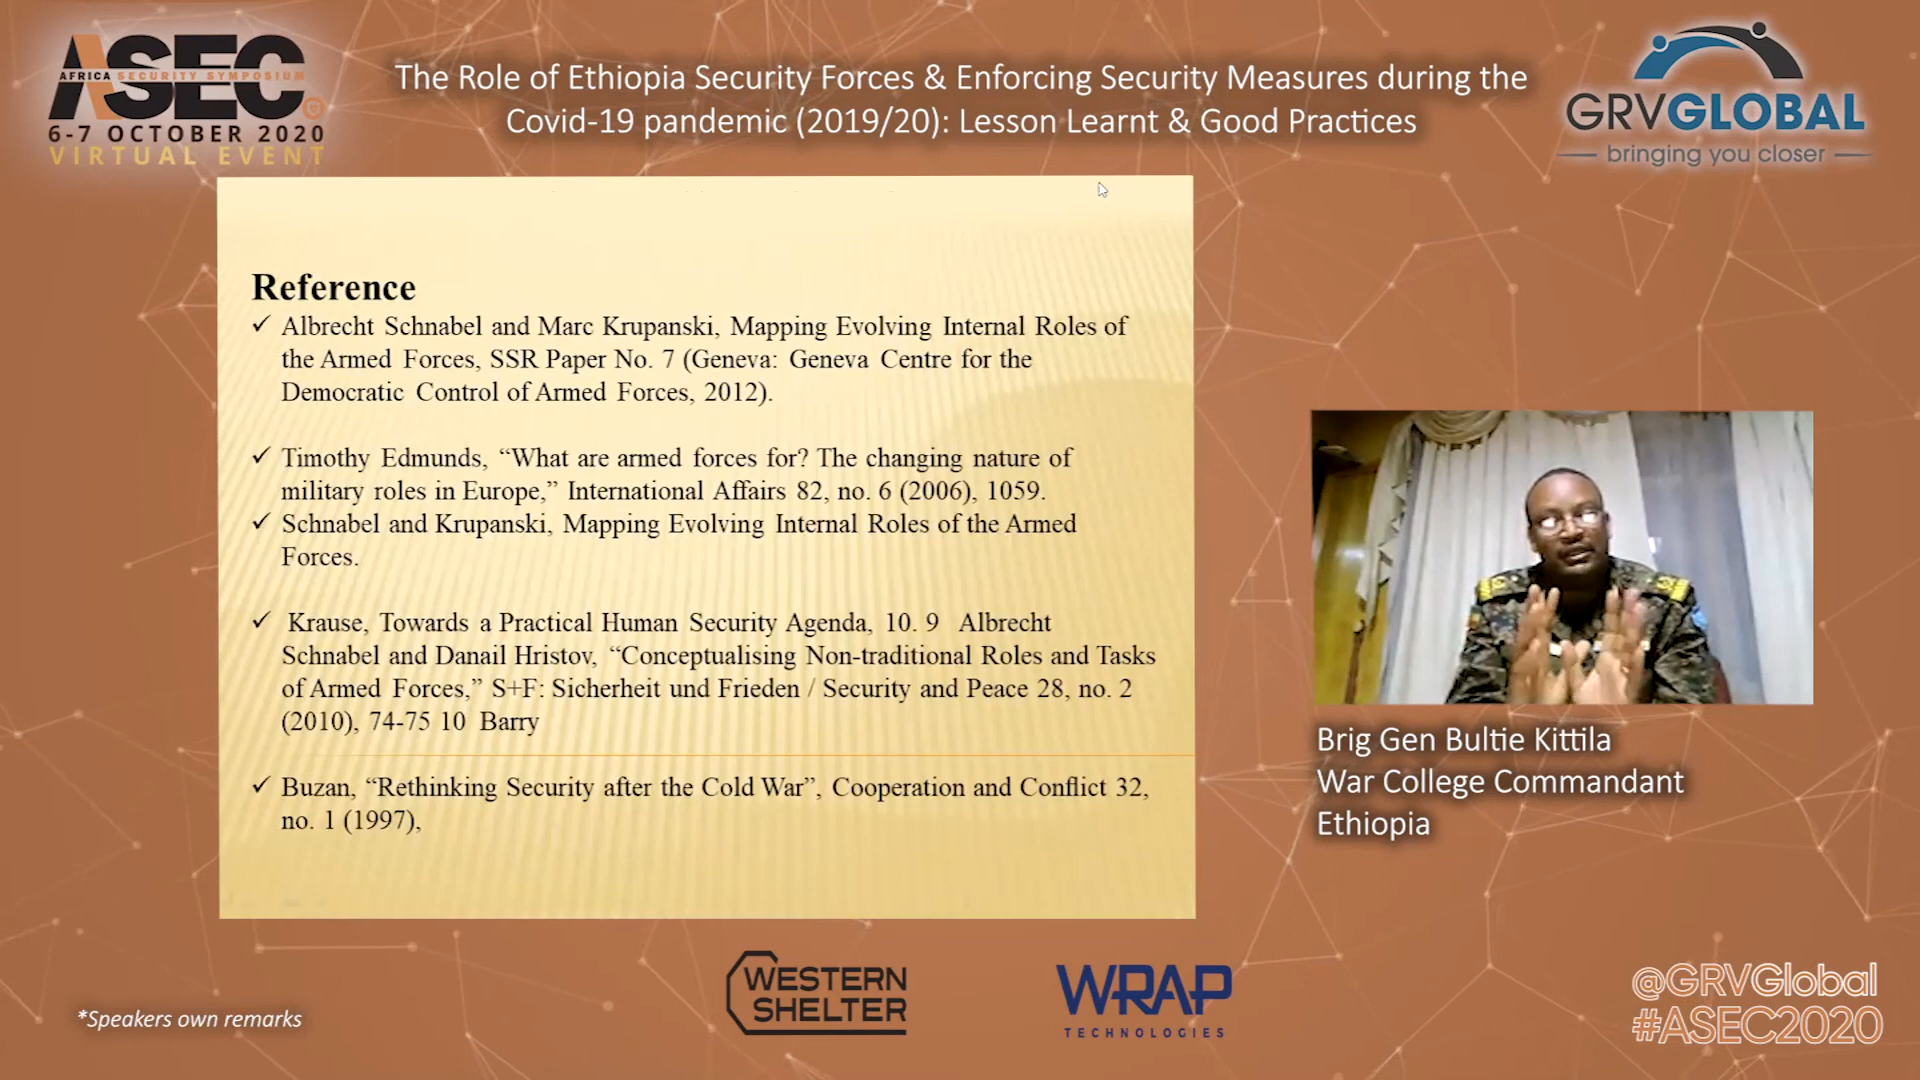 ASEC
AFRICA SECURITY SYMPOSIUM
6-7 OCTOBER 2020
VIRTUAL EVENT
The Role of Ethiopia Security Forces & Enforcing Security Measures during the
Covid-19 pandemic (2019/20): Lesson Learnt & Good Practices
GRVGLOBAL
bringing you closer
Reference
✓ Albrecht Schnabel and Marc Krupanski, Mapping Evolving Internal Roles of
the Armed Forces, SSR Paper No. 7 (Geneva: Geneva Centre for the
Democratic Control of Armed Forces, 2012).
✓ Timothy Edmunds, “What are armed forces for? The changing nature of
military roles in Europe,” International Affairs 82, no. 6 (2006), 1059.
✓ Schnabel and Krupanski, Mapping Evolving Internal Roles of the Armed
Forces.
✓ Krause, Towards a Practical Human Security Agenda, 10. 9 Albrecht
Schnabel and Danail Hristov, “Conceptualising Non-traditional Roles and Tasks
of Armed Forces,” S+F: Sicherheit und Frieden / Security and Peace 28, no. 2
(2010), 74-75 10 Barry
✓ Buzan, “Rethinking Security after the Cold War”, Cooperation and Conflict 32,
no. 1 (1997),
Brig Gen Bultie Kittila
War College Commandant
Ethiopia
*Speakers own remarks
WESTERN
SHELTER
WRAP
TECHNOLOGIES
@GRVGlobal
#ASEC2020